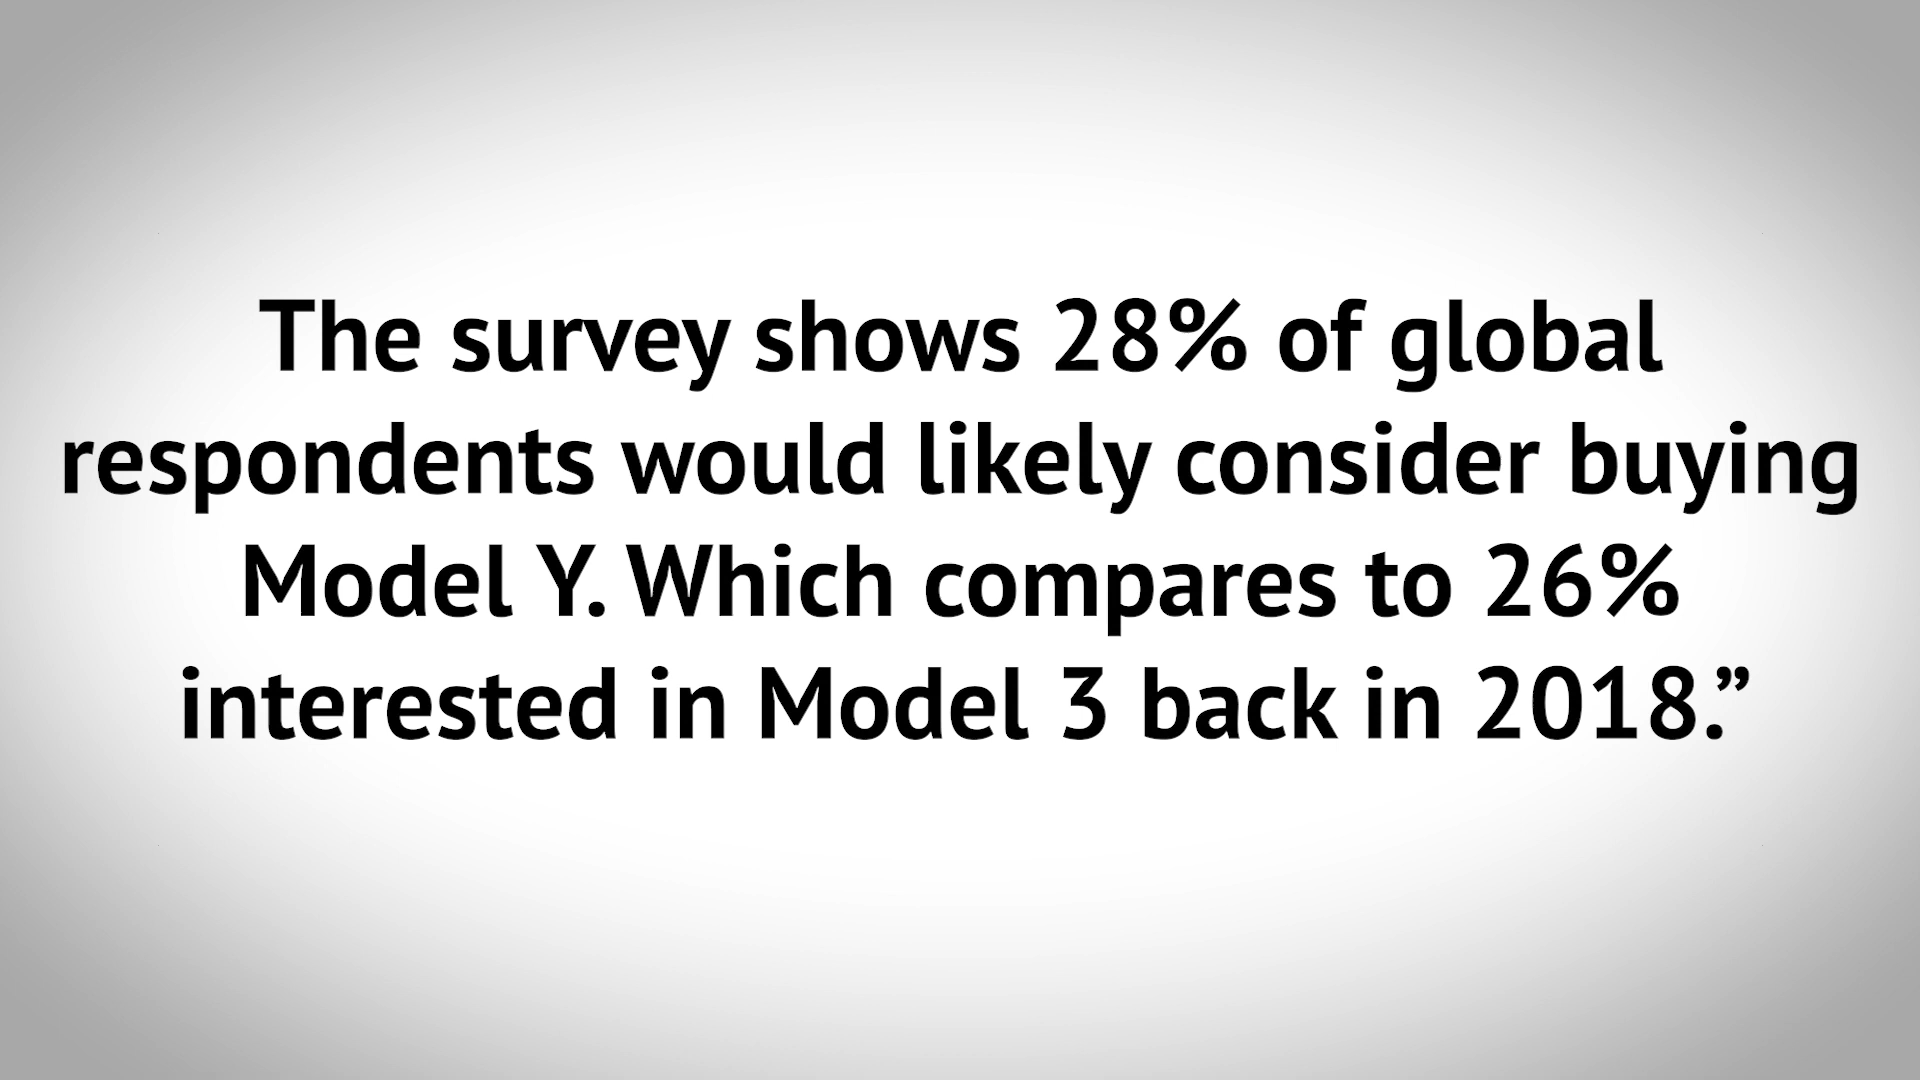 The survey shows 28% of global
respondents would likely consider buying
Model Y. Which compares to 26%
interested in Model 3 back in 2018.”